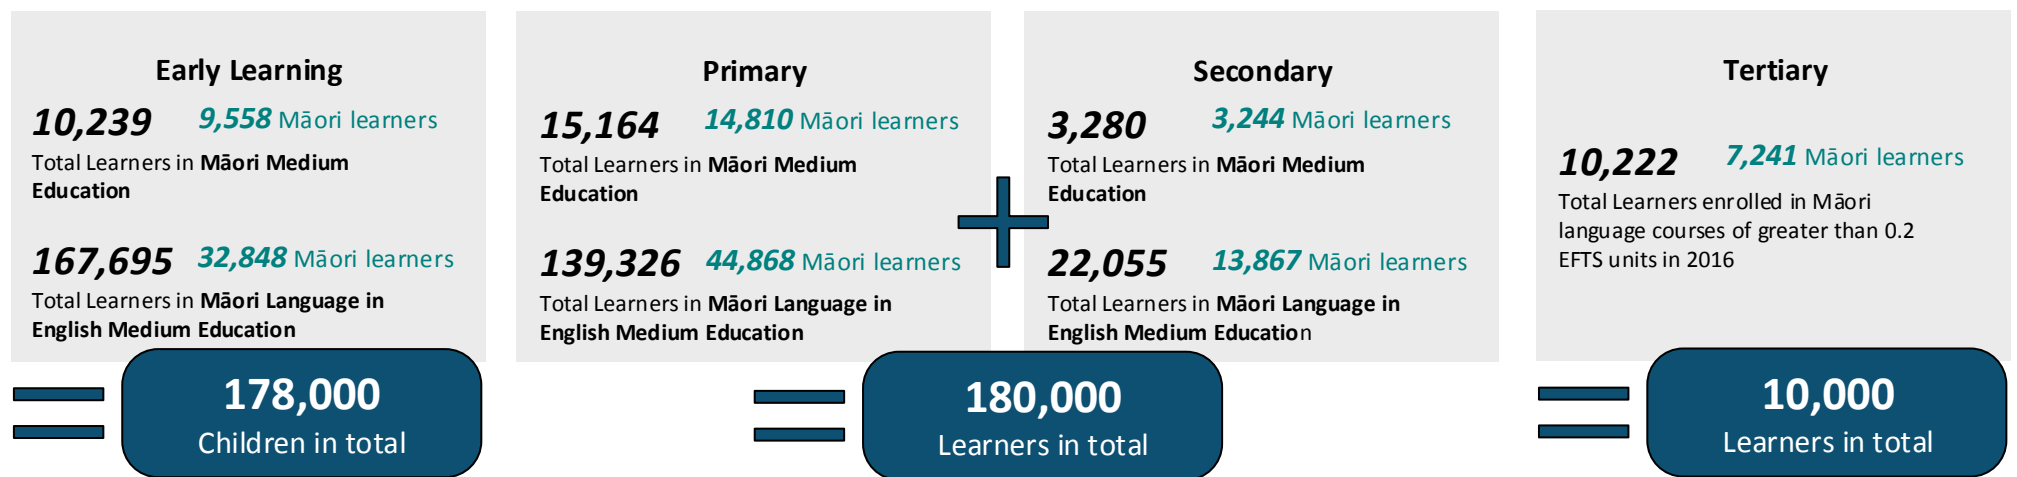 Early Learning
10,239 9,558 Māori learners
Total Learners in Māori Medium
Education
167,695 32,848 Māori learners
Total Learners in Māori Language in
English Medium Education
178,000
Children in total
Primary
15,164 14,810 Māori learners
Total Learners in Māori Medium
Education
139,326 44,868 Māori learners
Total Learners in Māori Language in
English Medium Education
Secondary
3,280 3,244 Māori learners
Total Learners in Māori Medium
Education
22,055 13,867 Māori learners
Total Learners in Māori Language in
English Medium Education
180,000
Learners in total
Tertiary
10,222 7,241 Māori learners
Total Learners enrolled in Māori
language courses of greater than 0.2
EFTS units in 2016
10,000
Learners in total